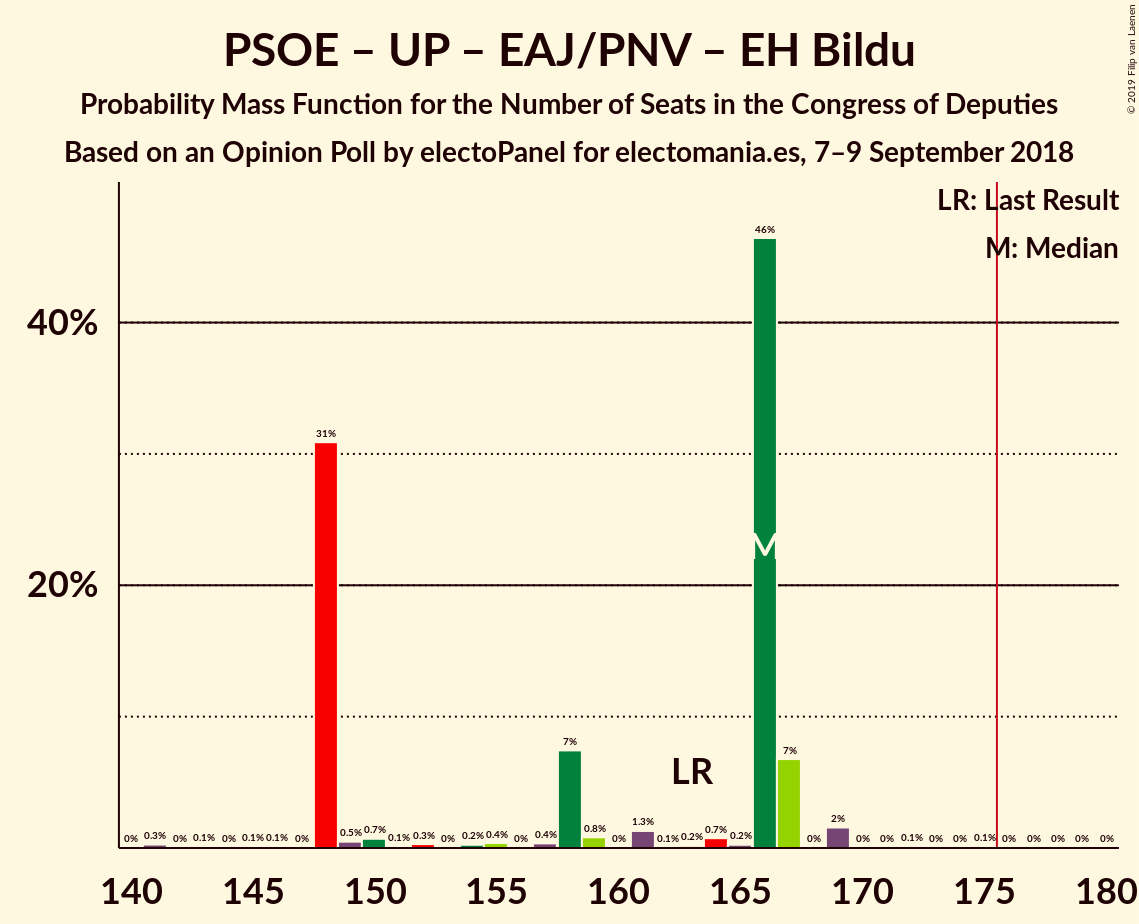 PSOE – UP – EAJ/PNV – EH Bildu
Probability Mass Function for the Number of Seats in the Congress of Deputies
Based on an Opinion Poll by electoPanel for electomania.es, 7–9 September 2018
© 2019 Filip van Laenen
LR: Last Result
M: Median
46%
40%
31%
M
20%
7%
7%
LR
2%
0% 0.3% 0% 0.1% 0% 0.1% 0.1% 0% 0.5% 0.7% 0.1% 0.3% 0% 0.2% 0.4% 0% 0.4% 0.8% 0% 1.3% 0.1% 0.2% 0.7% 0.2% 0% 0% 0% 0.1% 0% 0% 0.1% 0% 0% 0% 0% 0%
140 145 150 155 160 165 170 175 180